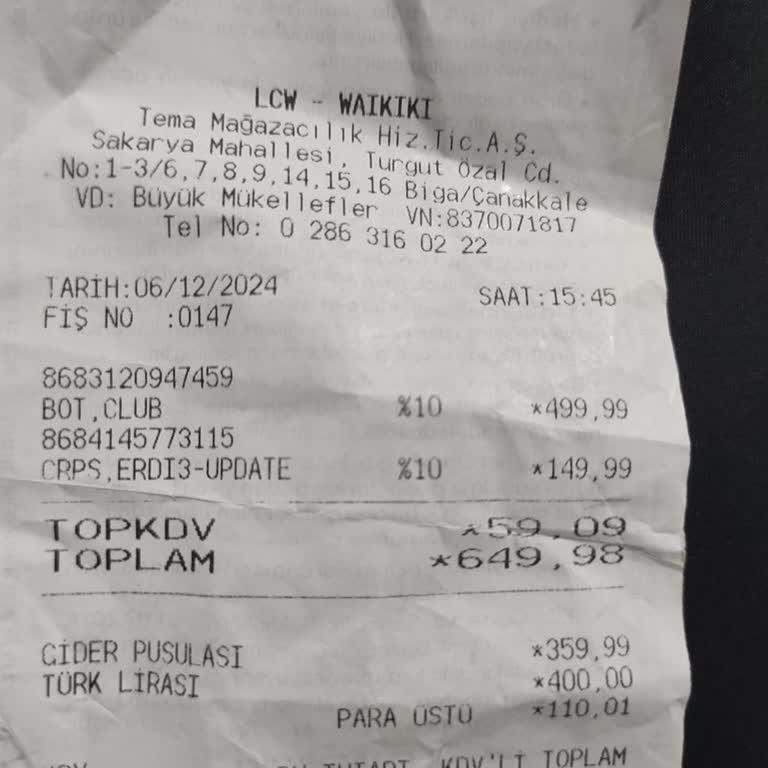 LCW - WAIKIKI
Tema Mağazacılık Hiz.Tic.A.Ş.
Sakarya Mahallesi, Turgut Özal Cd.
No:1-3/6,7,8,9,14,15,16 Biga/Çanakkale
VD: Büyük Mükellefler VN:8370071817
Tel No: 0 286 316 02 22
TARİH:06/12/2024 SAAT:15:45
FİŞ NO :0147
8683120947459
BOT,CLUB %10 *499,99
8684145773115
CRPS,ERDI3-UPDATE %10 *149,99
TOPKDV *59,09
TOPLAM *649,98
GİDER PUSULASI *359,99
TÜRK LİRASI *400,00
PARA ÜSTÜ *110,01
KDV'Lİ TOPLAM